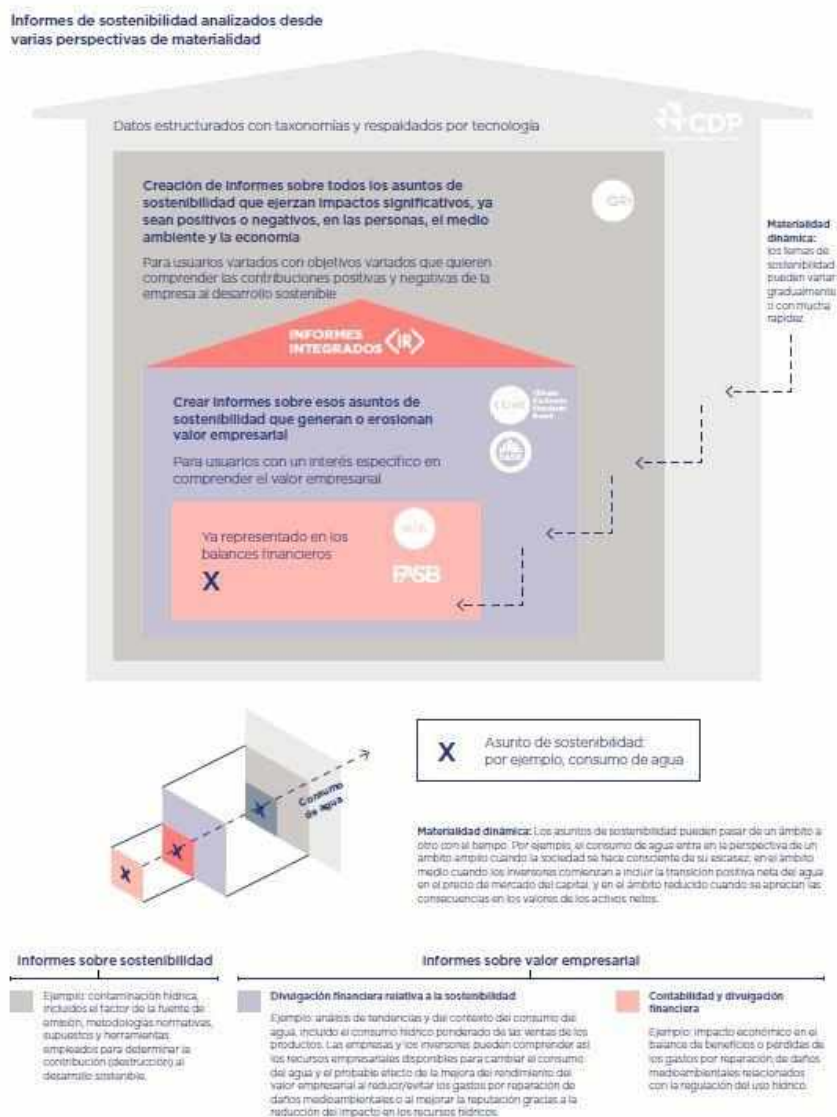 Informes de sostenibilidad analizados desde
varias perspectivas de materialidad
Datos estructurados con taxonomías y respaldados por tecnología
CDP
Creación de Informes sobre todos los asuntos de
sostenibilidad que ejerzan impactos significativos, ya
sean positivos o negativos, en las personas, el medio
ambiente y la economía
GRI
Para usuarios variados con objetivos variados que quieren
comprender las contribuciones positivas y negativas de la
empresa al desarrollo sostenible
Materialidad
dinámica:
los temas de
sostenibilidad
pueden variar
gradualmente
o con mucha
rapidez
INFORMES
INTEGRADOS <IR>
Crear Informes sobre esos asuntos de
sostenibilidad que generan o erosionan
valor empresarial
Para usuarios con un interés específico en
comprender el valor empresarial
Ya representado en los
balances financieros
X
FASB
X
Asunto de sostenibilidad:
por ejemplo, consumo de agua
Consumo
de agua
X
X
X
Materialidad dinámica: Los asuntos de sostenibilidad pueden pasar de un ámbito a
otro con el tiempo. Por ejemplo, el consumo de agua entra en la perspectiva de un
ámbito amplio cuando la sociedad se hace consciente de su escasez; en el ámbito
medio cuando los inversores comienzan a incluir la transición positiva neta del agua
en el precio de mercado del capital, y en el ámbito reducido cuando se aprecian las
consecuencias en los valores de los activos netos.
Informes sobre sostenibilidad
Ejemplo: contaminación hídrica,
incluidos el factor de la fuente de
emisión, metodologías normativas,
supuestos y herramientas
empleados para determinar la
contribución (destrucción) al
desarrollo sostenible.
Informes sobre valor empresarial
Divulgación financiera relativa a la sostenibilidad
Ejemplo: análisis de tendencias y del contexto del consumo del
agua, incluido el consumo hídrico ponderado de las ventas de los
productos. Las empresas y los inversores pueden comprender así
los recursos empresariales disponibles para cambiar el consumo
del agua y el probable efecto de la mejora del rendimiento del
valor empresarial al reducir/evitar los gastos por reparación de
daños medioambientales o al mejorar la reputación gracias a la
reducción del impacto en los recursos hídricos.
Contabilidad y divulgación
financiera
Ejemplo: impacto económico en el
balance de beneficios o pérdidas de
los gastos por reparación de daños
medioambientales relacionados
con la regulación del uso hídrico.